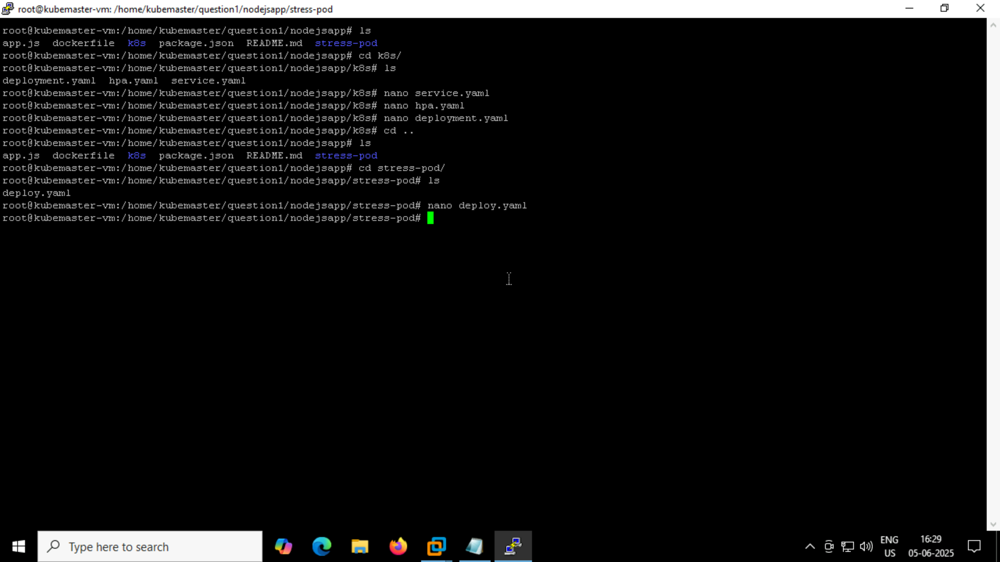 root@kubemaster-vm: /home/kubemaster/question1/nodejsapp/stress-pod
root@kubemaster-vm:/home/kubemaster/question1/nodejsapp# ls
app.js  dockerfile  k8s  package.json  README.md  stress-pod
root@kubemaster-vm:/home/kubemaster/question1/nodejsapp# cd k8s/
root@kubemaster-vm:/home/kubemaster/question1/nodejsapp/k8s# ls
deployment.yaml  hpa.yaml  service.yaml
root@kubemaster-vm:/home/kubemaster/question1/nodejsapp/k8s# nano service.yaml
root@kubemaster-vm:/home/kubemaster/question1/nodejsapp/k8s# nano hpa.yaml
root@kubemaster-vm:/home/kubemaster/question1/nodejsapp/k8s# nano deployment.yaml
root@kubemaster-vm:/home/kubemaster/question1/nodejsapp/k8s# cd ..
root@kubemaster-vm:/home/kubemaster/question1/nodejsapp# ls
app.js  dockerfile  k8s  package.json  README.md  stress-pod
root@kubemaster-vm:/home/kubemaster/question1/nodejsapp# cd stress-pod/
root@kubemaster-vm:/home/kubemaster/question1/nodejsapp/stress-pod# ls
deploy.yaml
root@kubemaster-vm:/home/kubemaster/question1/nodejsapp/stress-pod# nano deploy.yaml
root@kubemaster-vm:/home/kubemaster/question1/nodejsapp/stress-pod#
Type here to search
ENG
US
16:29
05-06-2025